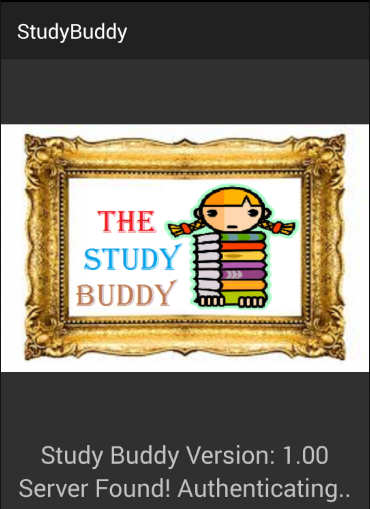 StudyBuddy
THE
STUDY
BUDDY
Study Buddy Version: 1.00
Server Found! Authenticating..